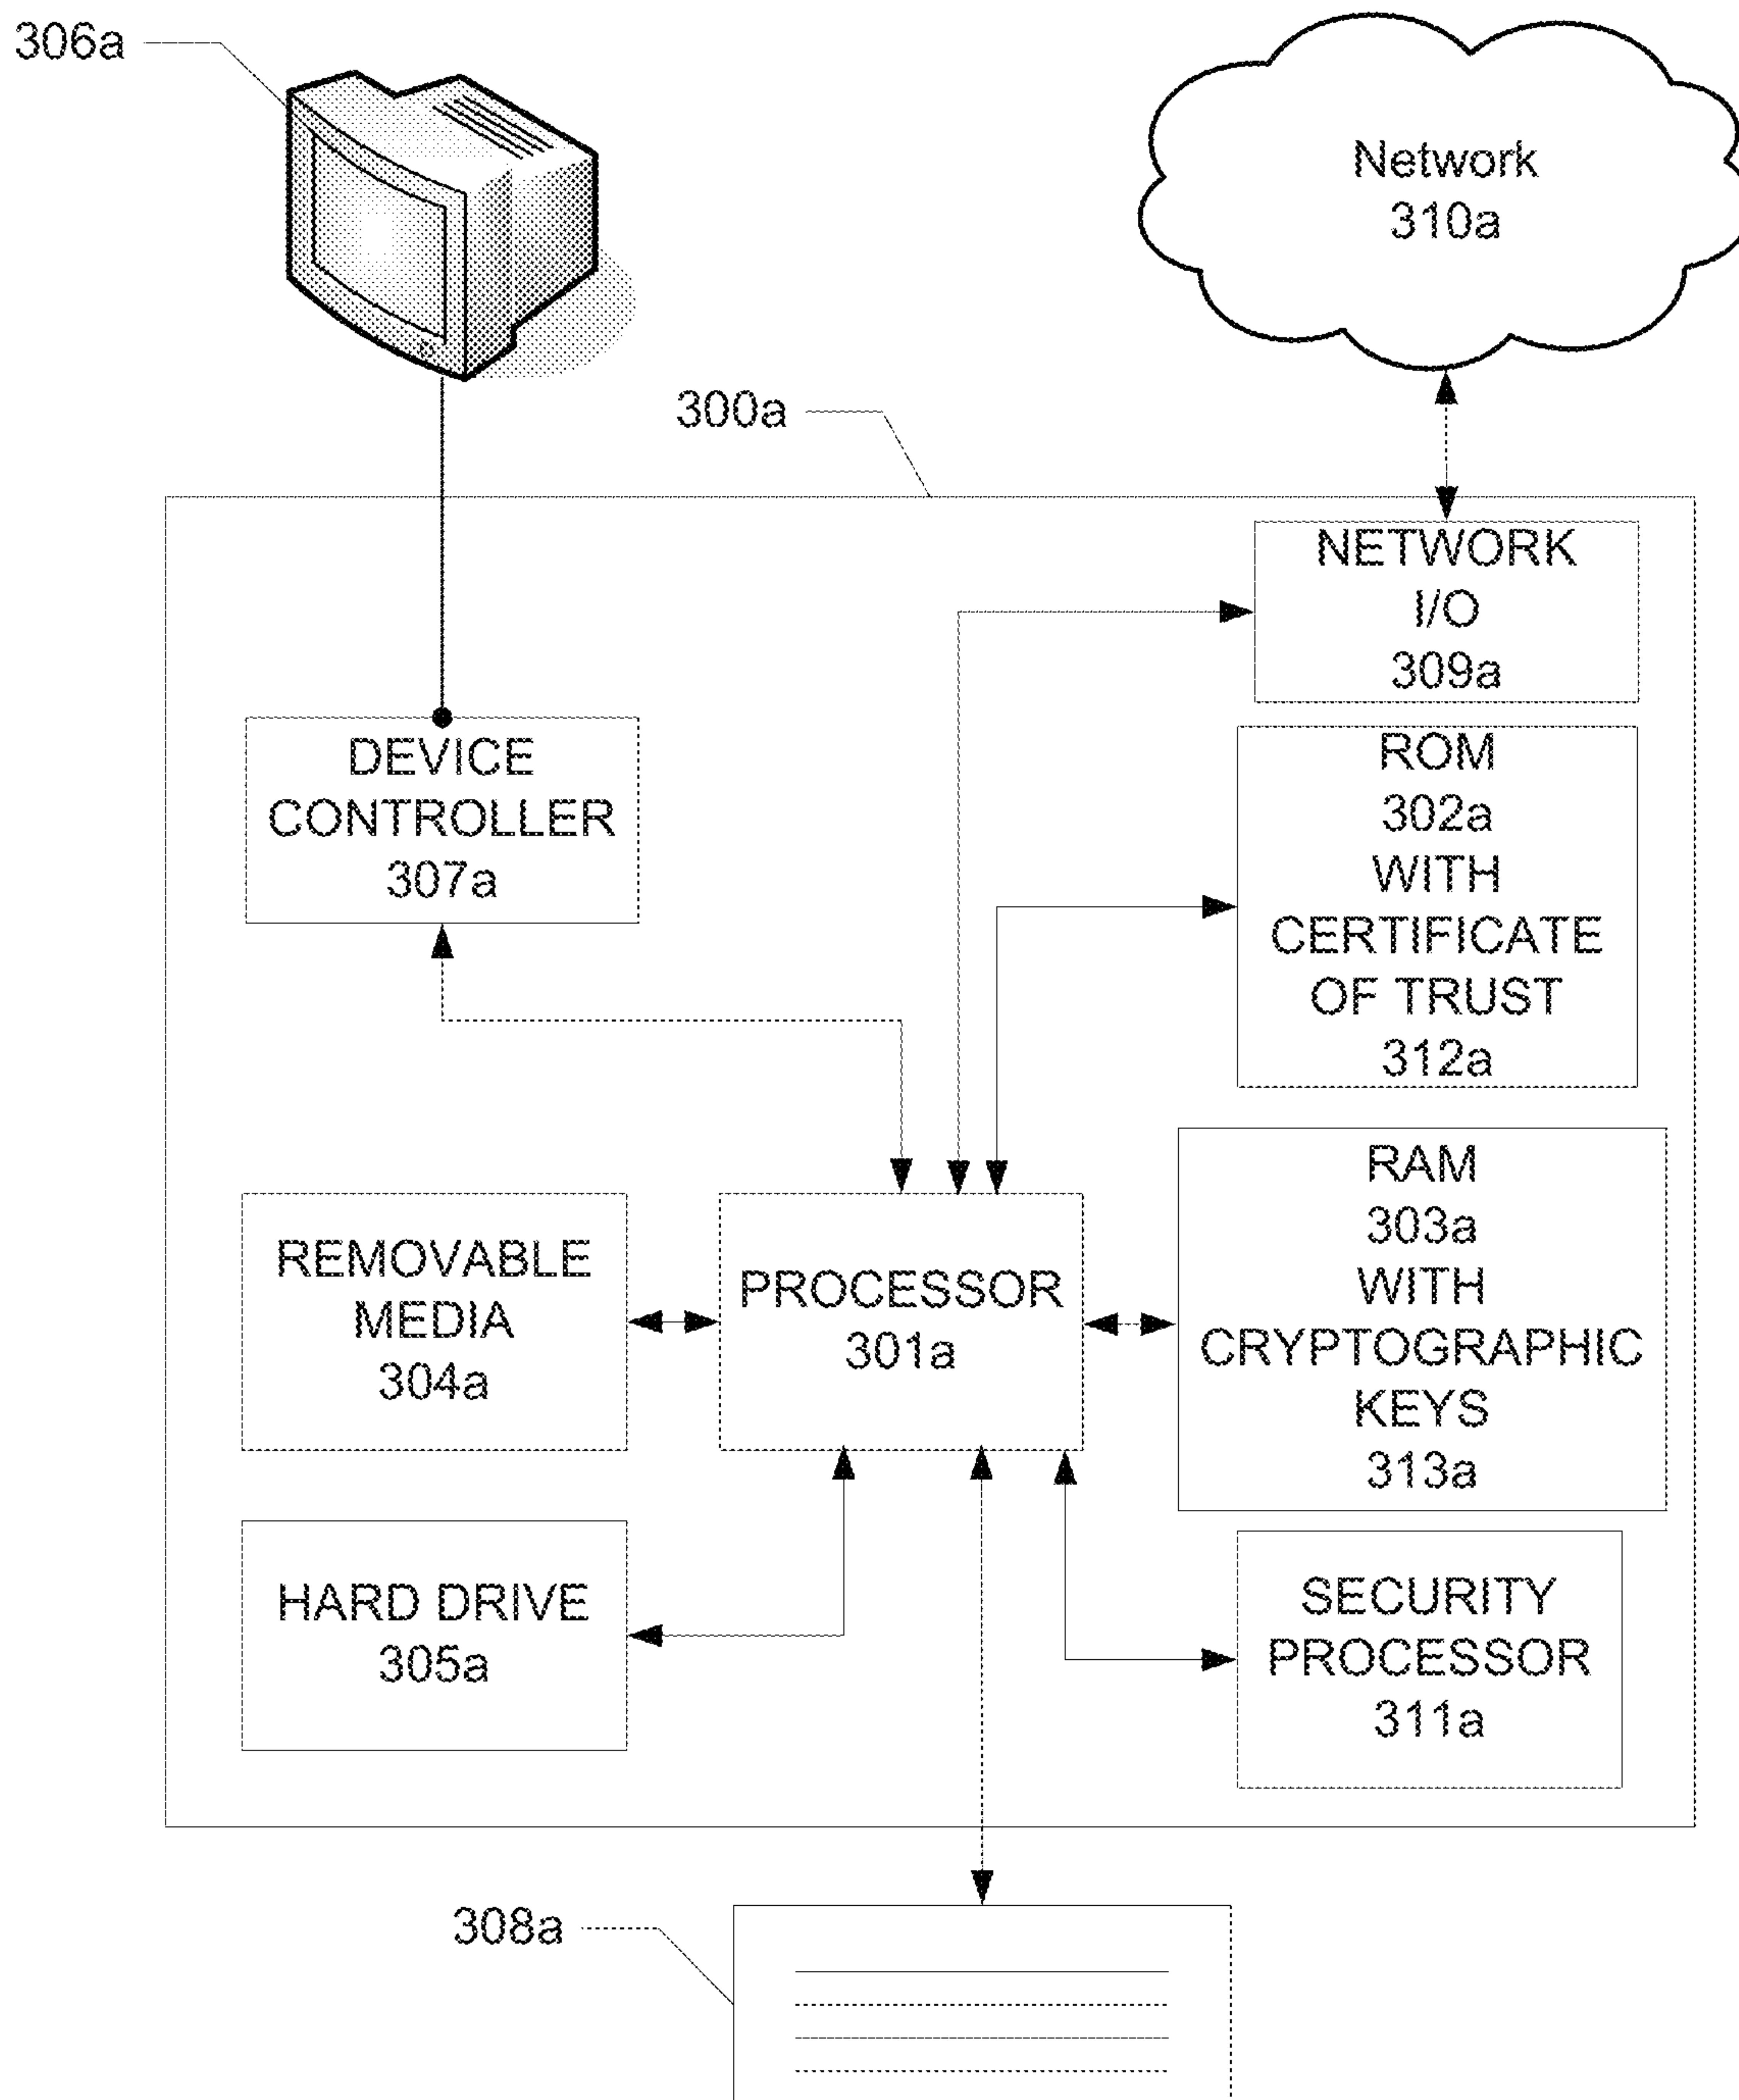 306a
Network
310a
300a
NETWORK
I/O
309a
DEVICE
CONTROLLER
307a
ROM
302a
WITH
CERTIFICATE
OF TRUST
312a
REMOVABLE
MEDIA
304a
PROCESSOR
301a
RAM
303a
WITH
CRYPTOGRAPHIC
KEYS
313a
HARD DRIVE
305a
SECURITY
PROCESSOR
311a
308a